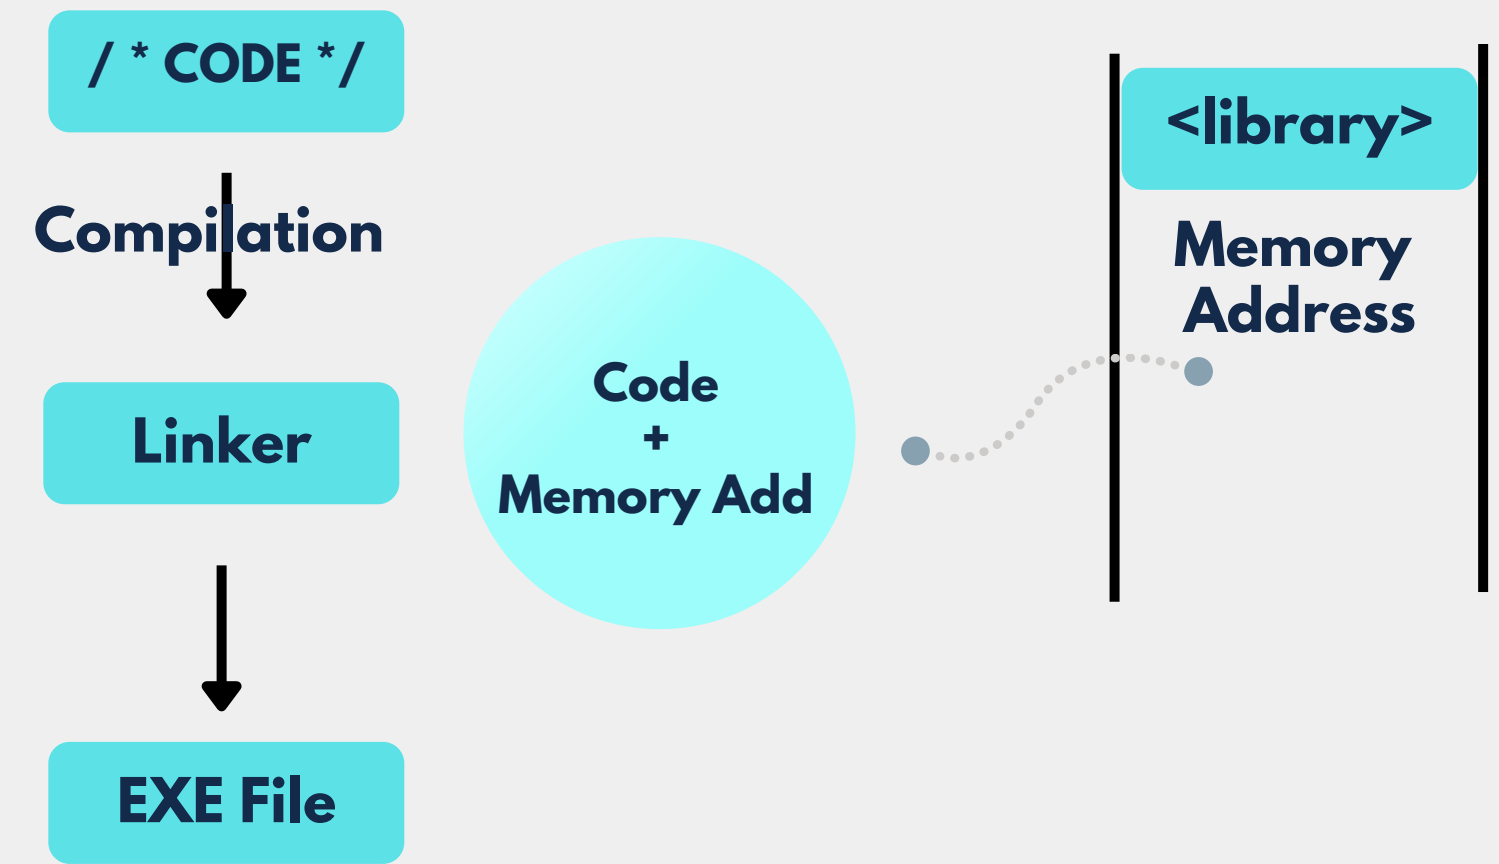 / * CODE * /
Compilation
Linker
EXE File
Code
+
Memory Add
<library>
Memory
Address